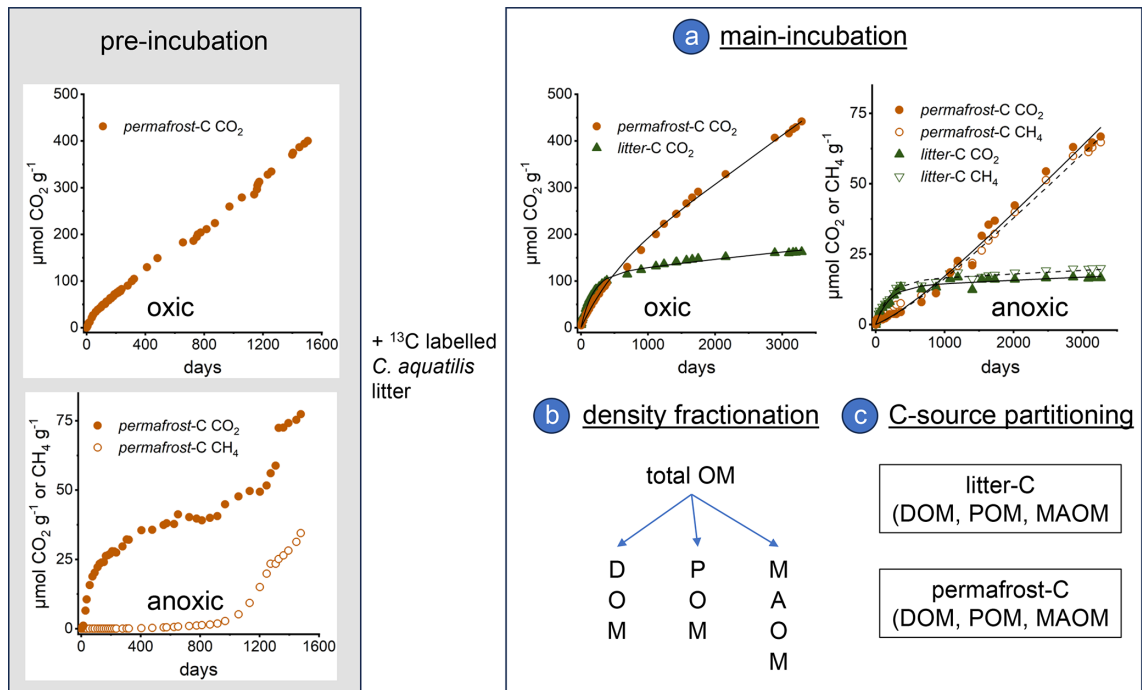 pre-incubation
500
400
300
200
100
0
µmol CO2 g-1
permafrost-C CO2
oxic
0 400 800 1200 1600
days
75
50
25
0
µmol CO2 g-1 or CH4 g-1
permafrost-C CO2
permafrost-C CH4
anoxic
0 400 800 1200 1600
days
+ 13C labelled
C. aquatilis
litter
a main-incubation
500
400
300
200
100
0
µmol CO2 g-1
permafrost-C CO2
litter-C CO2
oxic
0 1000 2000 3000
days
75
50
25
0
µmol CO2 or CH4 g-1
permafrost-C CO2
permafrost-C CH4
litter-C CO2
litter-C CH4
anoxic
0 1000 2000 3000
days
b density fractionation
total OM
DOM
POM
MAOM
c C-source partitioning
litter-C
(DOM, POM, MAOM
permafrost-C
(DOM, POM, MAOM